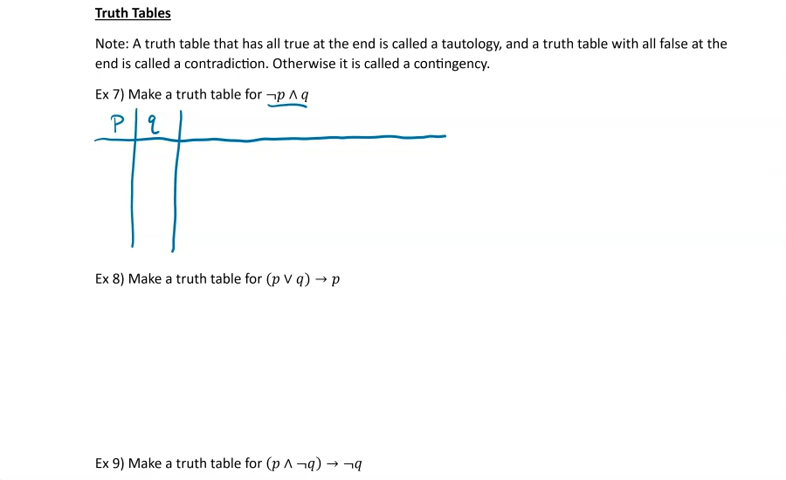 Truth Tables
Note: A truth table that has all true at the end is called a tautology, and a truth table with all false at the
end is called a contradiction. Otherwise it is called a contingency.
Ex 7) Make a truth table for ¬p ∧ q
P q
Ex 8) Make a truth table for (p ∨ q) → p
Ex 9) Make a truth table for (p ∧ ¬q) → ¬q